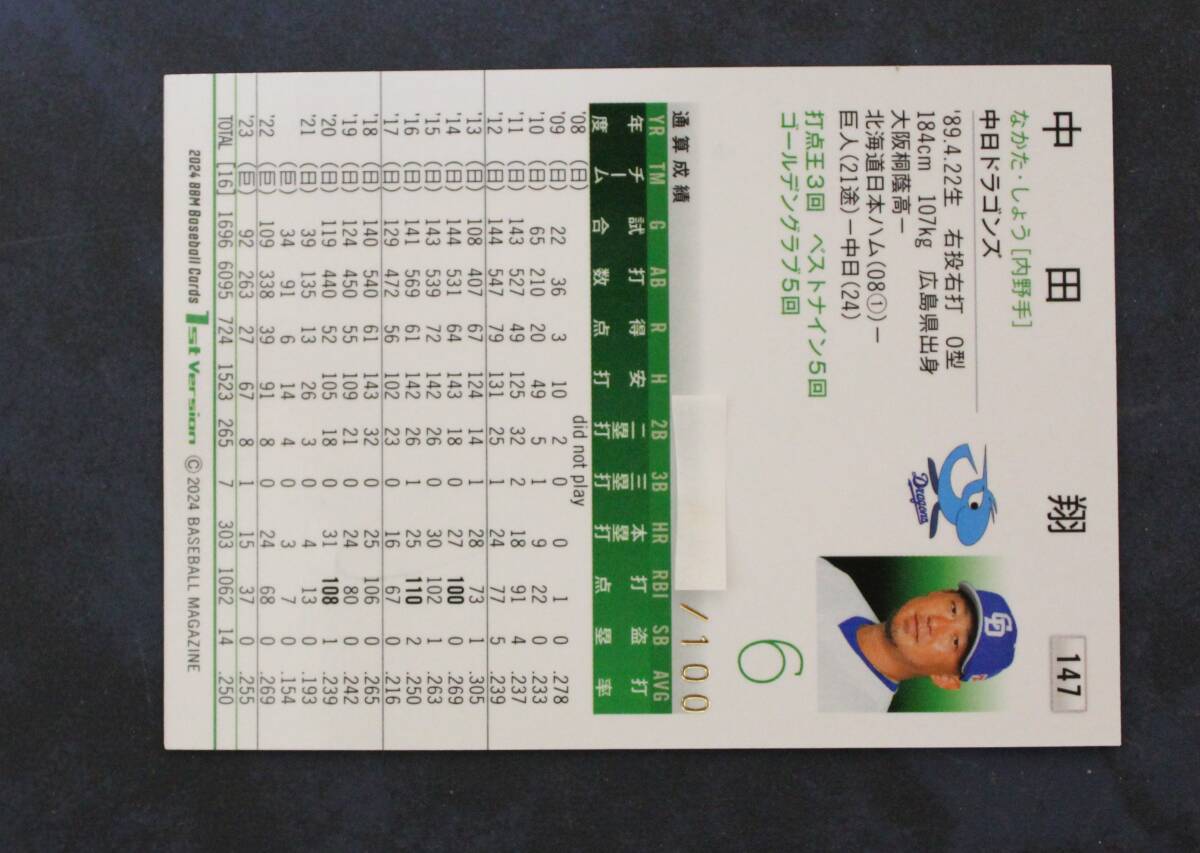 147
中 田 翔
なかた・しょう [内野手]
中日ドラゴンズ
'89.4.22生 右投右打 O型
184cm 107kg 広島県出身
大阪桐蔭高ー
北海道日本ハム(08①)ー
巨人(21途)ー中日(24)
打点王3回 ベストナイン5回
ゴールデングラブ5回
Dragons
CD
6
通算成績
/100
YR TM G AB R H 2B 3B HR RBI SB AVG
年度 チーム 試合 打数 得点 安打 二塁打 三塁打 本塁打 打点 盗塁 打率
'08 (日) did not play
'09 (日) 22 36 3 10 2 0 0 1 0 .278
'10 (日) 65 210 20 49 5 1 9 22 0 .233
'11 (日) 143 527 49 125 32 2 18 91 4 .237
'12 (日) 144 547 79 131 25 1 24 77 5 .239
'13 (日) 108 407 67 124 14 1 28 73 1 .305
'14 (日) 144 531 64 143 18 0 27 100 0 .269
'15 (日) 143 539 72 142 26 0 30 102 1 .263
'16 (日) 141 569 61 142 26 1 25 110 2 .250
'17 (日) 129 472 56 102 23 0 16 67 0 .216
'18 (日) 140 540 61 143 32 0 25 106 0 .265
'19 (日) 124 450 55 109 21 0 24 80 0 .242
'20 (日) 119 440 52 105 18 0 31 108 1 .239
'21 (日) 39 135 13 26 3 0 4 13 0 .193
(巨) 34 91 6 14 4 0 3 7 0 .154
'22 (巨) 109 338 39 91 8 0 24 68 0 .269
'23 (巨) 92 263 27 67 8 1 15 37 0 .255
TOTAL [16] 1696 6095 724 1523 265 7 303 1062 14 .250
2024 BBM Baseball Cards 1st Version © 2024 BASEBALL MAGAZINE